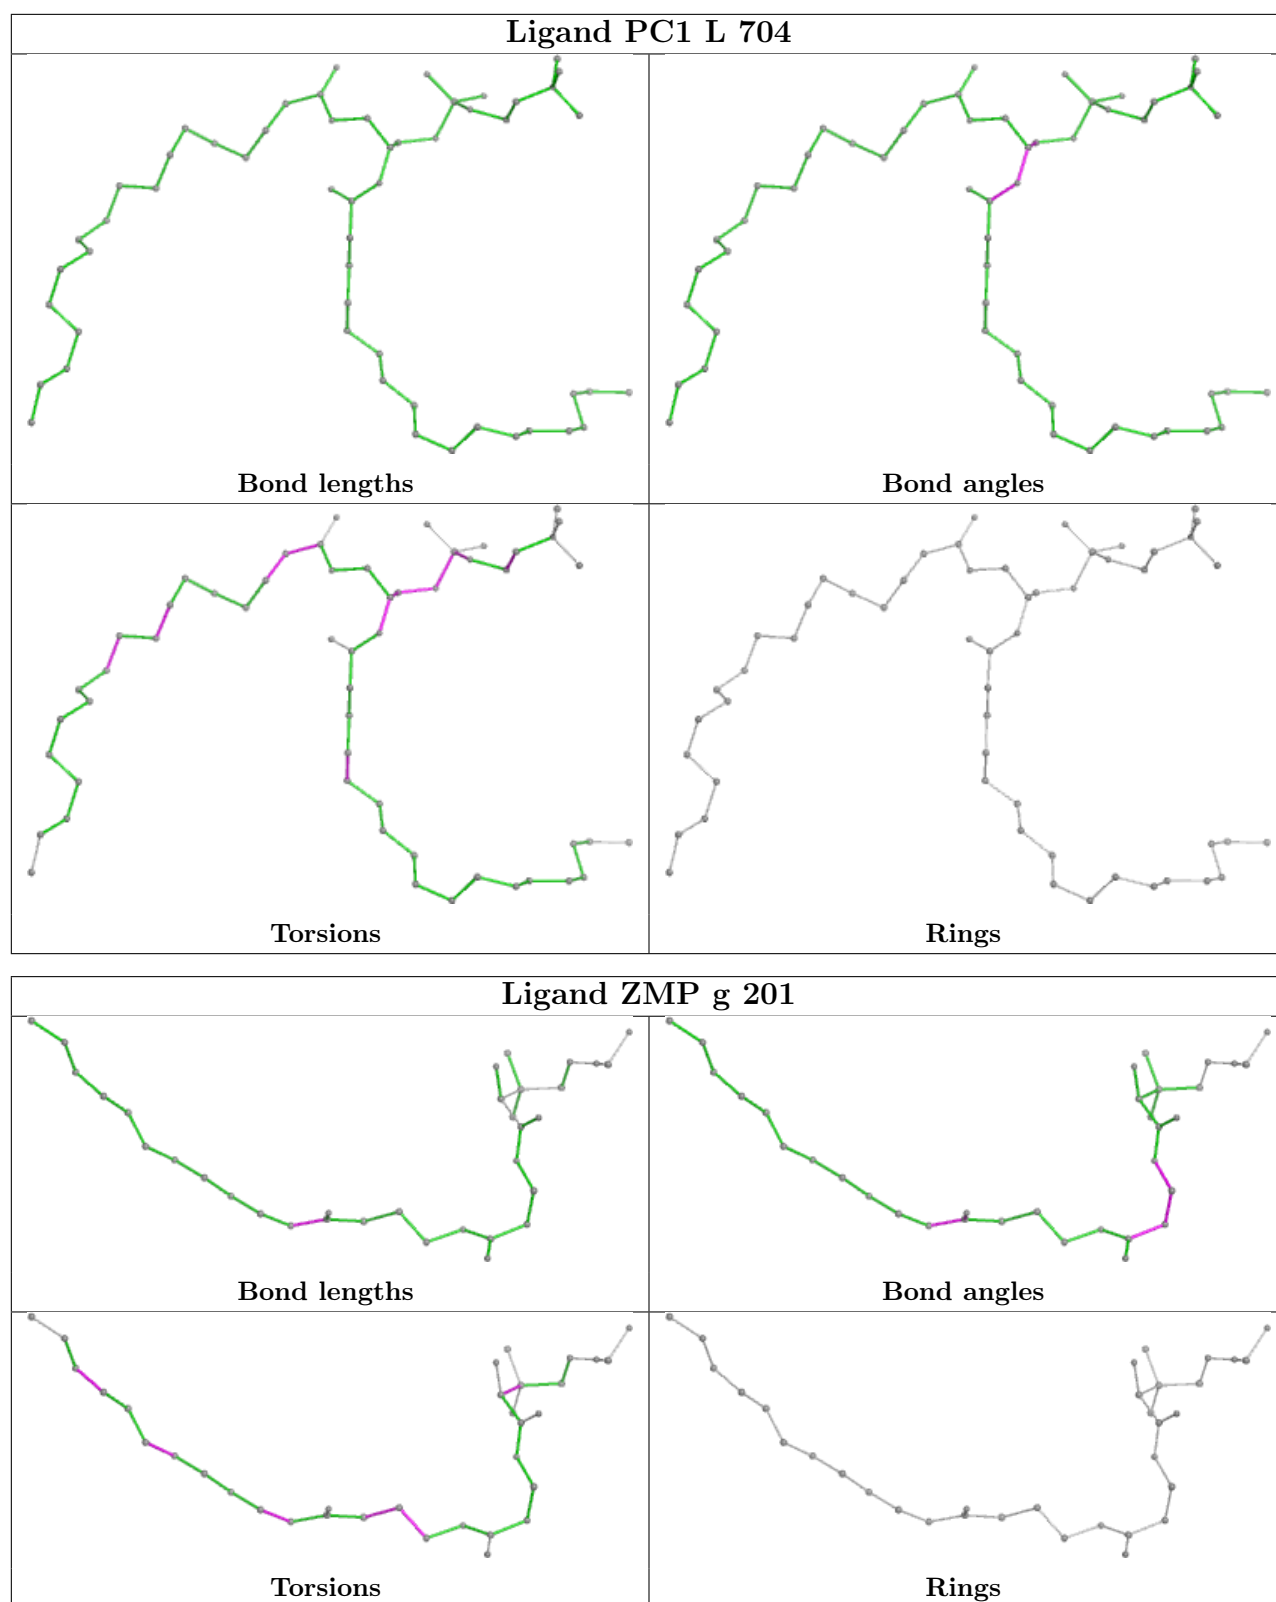 Ligand PC1 L 704
Bond lengths
Bond angles
Torsions
Rings
Ligand ZMP g 201
Bond lengths
Bond angles
Torsions
Rings